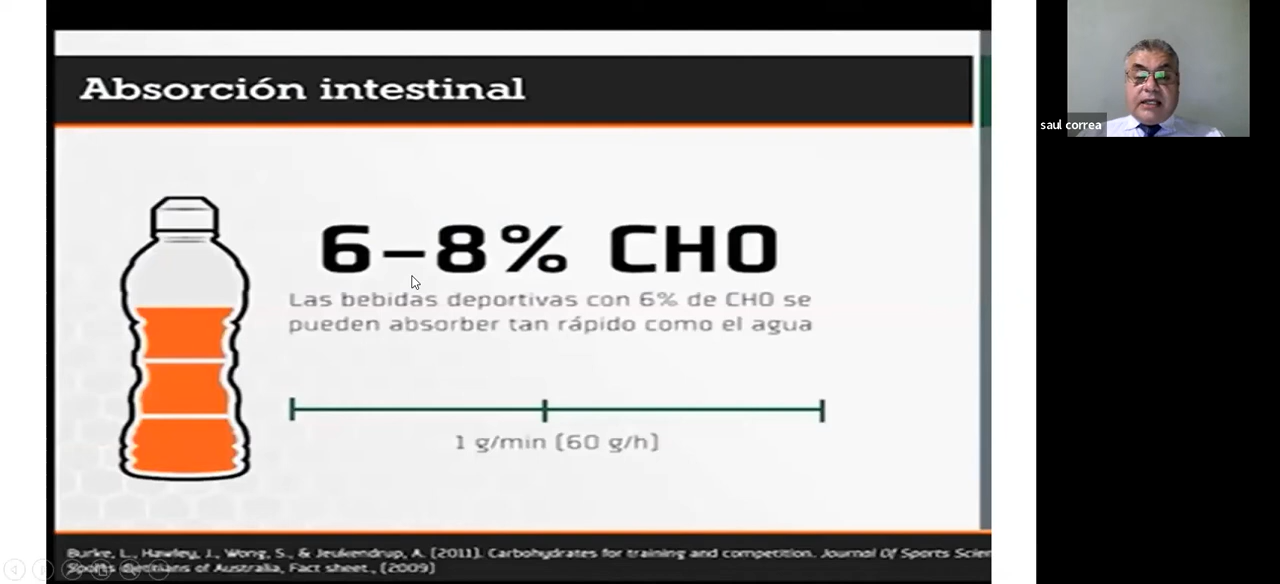 Absorción intestinal
saul correa
6–8% CHO
Las bebidas deportivas con 6% de CHO se
pueden absorber tan rápido como el agua
1 g/min (60 g/h)
Burke, L., Hawley, J., Wong, S., & Jeukendrup, A. (2011). Carbohydrates for training and competition. Journal Of Sports Scien
Sports dietitians of Australia, Fact sheet., (2009)